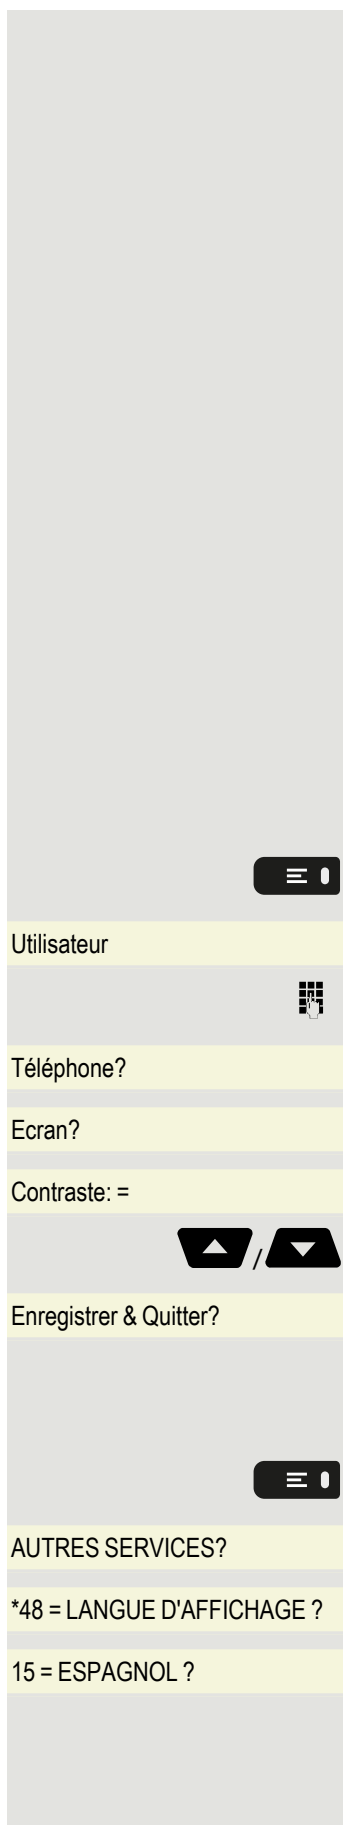 Utilisateur
Téléphone?
Ecran?
Contraste: =
/
Enregistrer & Quitter?
AUTRES SERVICES?
*48 = LANGUE D'AFFICHAGE ?
15 = ESPAGNOL ?